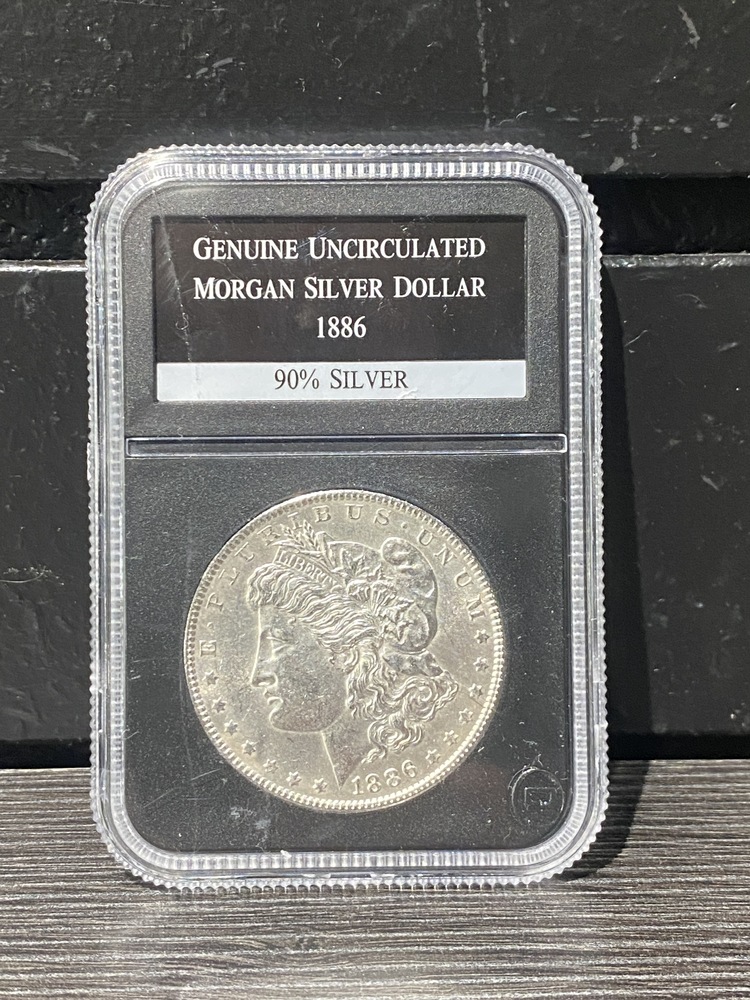 GENUINE UNCIRCULATED
MORGAN SILVER DOLLAR
1886
90% SILVER
E·PLURIBUS·UNUM
LIBERTY
1886